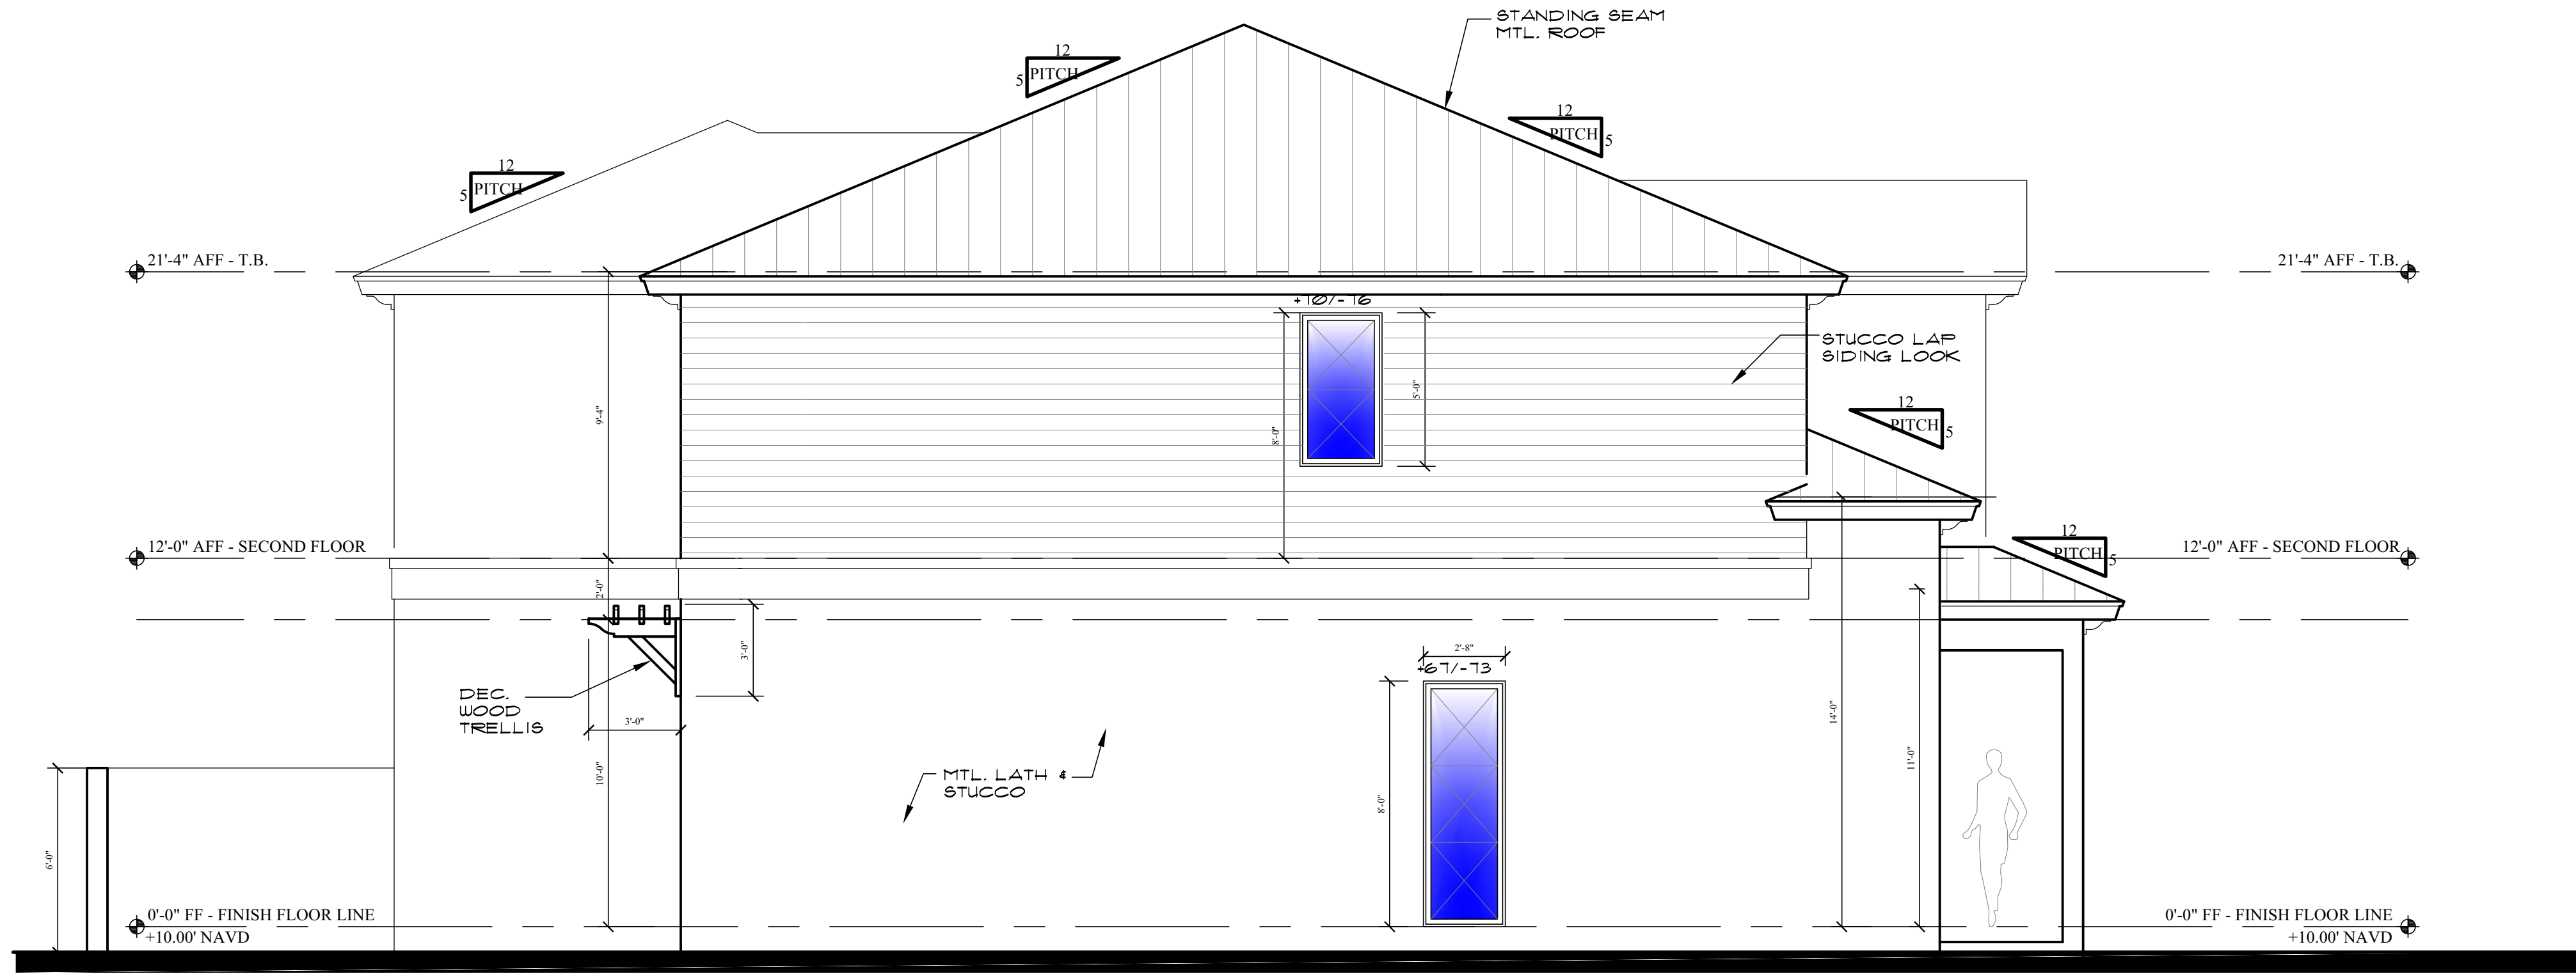 STANDING SEAM
MTL. ROOF
12
5
PITCH
12
PITCH
5
12
5
PITCH
21'-4" AFF - T.B.
21'-4" AFF - T.B.
+10/-76
STUCCO LAP
SIDING LOOK
9'-4"
8'-0"
5'-0"
12
PITCH
5
12'-0" AFF - SECOND FLOOR
12
PITCH
5
12'-0" AFF - SECOND FLOOR
2'-0"
3'-0"
2'-8"
+67/-73
DEC.
WOOD
TRELLIS
3'-0"
14'-0"
11'-0"
MTL. LATH &
STUCCO
10'-0"
8'-0"
6'-0"
0'-0" FF - FINISH FLOOR LINE
+10.00' NAVD
0'-0" FF - FINISH FLOOR LINE
+10.00' NAVD